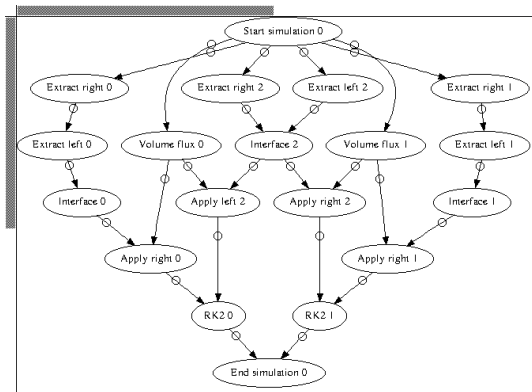 Start simulation 0
Extract right 0
Extract right 2
Extract left 2
Extract right 1
Extract left 0
Volume flux 0
Interface 2
Volume flux 1
Extract left 1
Interface 0
Apply left 2
Apply right 2
Interface 1
Apply right 0
Apply right 1
RK2 0
RK2 1
End simulation 0